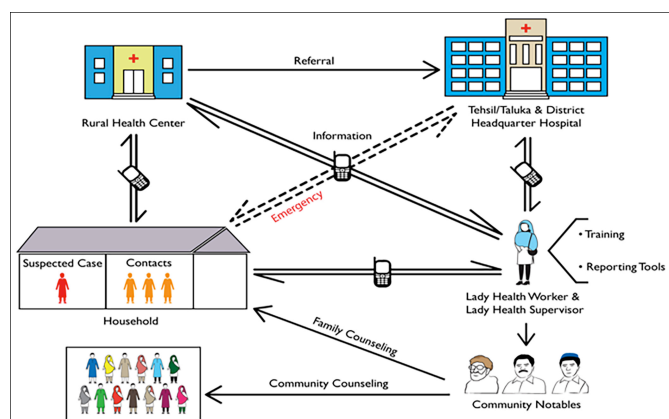 Referral
Rural Health Center
Tehsil/Taluka & District
Headquarter Hospital
Information
Emergency
Suspected Case
Contacts
Household
• Training
• Reporting Tools
Lady Health Worker &
Lady Health Supervisor
Family Counseling
Community Counseling
Community Notables